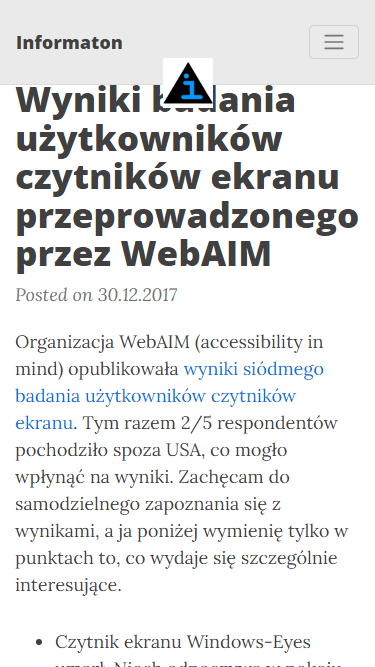 Informaton
Wyniki badania
użytkowników
czytników ekranu
przeprowadzonego
przez WebAIM
Posted on 30.12.2017
Organizacja WebAIM (accessibility in
mind) opublikowała wyniki siódmego
badania użytkowników czytników
ekranu. Tym razem 2/5 respondentów
pochodziło spoza USA, co mogło
wpłynąć na wyniki. Zachęcam do
samodzielnego zapoznania się z
wynikami, a ja poniżej wymienię tylko w
punktach to, co wydaje się szczególnie
interesujące.
Czytnik ekranu Windows-Eyes